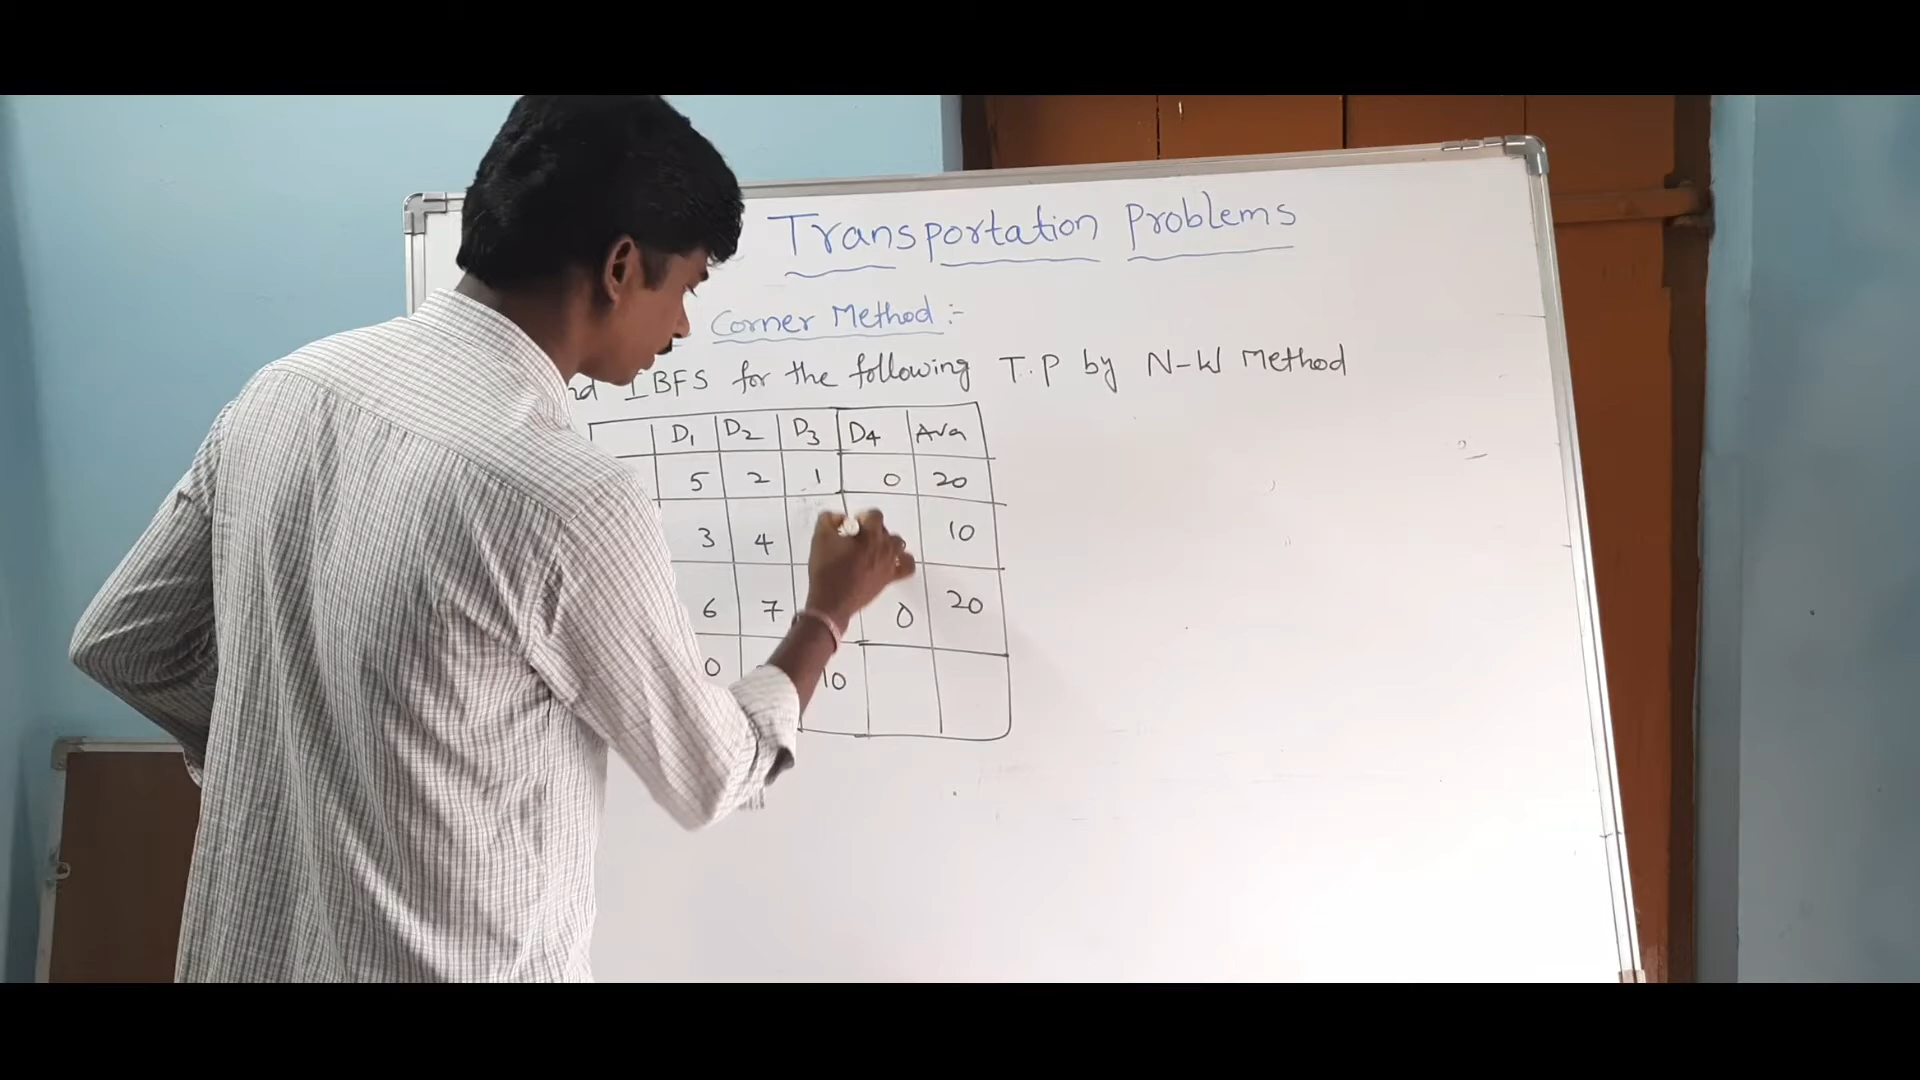 Transportation Problems
Corner Method :-
IBFS for the following T.P by N-W Method
D1 D2 D3 D4 Ava
5 2 1 0 20
3 4 10
6 7 0 20
0 10